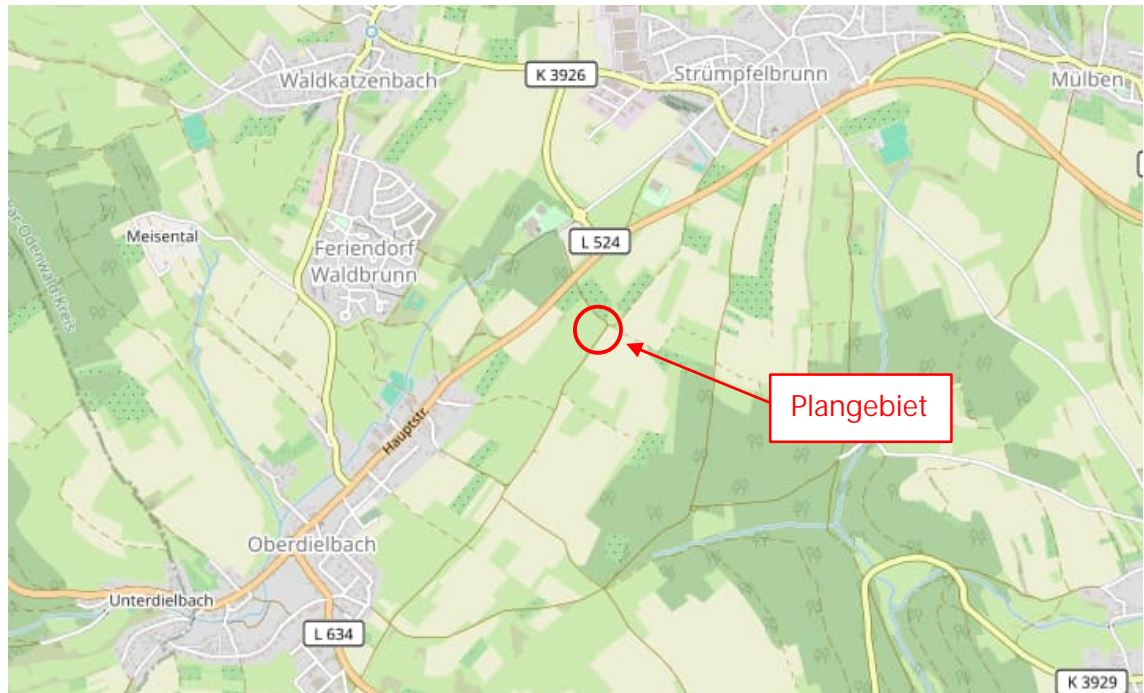 K 3926
Strümpfelbrunn
Waldkatzenbach
Mülben
Meisental
L 524
Feriendorf
Waldbrunn
Plangebiet
Hauptstr.
Oberdielbach
Unterdielbach
L 634
K 3929